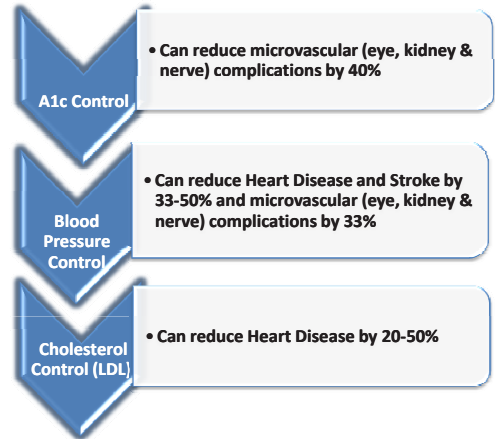 A1c Control
• Can reduce microvascular (eye, kidney &
nerve) complications by 40%
Blood
Pressure
Control
• Can reduce Heart Disease and Stroke by
33-50% and microvascular (eye, kidney &
nerve) complications by 33%
Cholesterol
Control (LDL)
• Can reduce Heart Disease by 20-50%